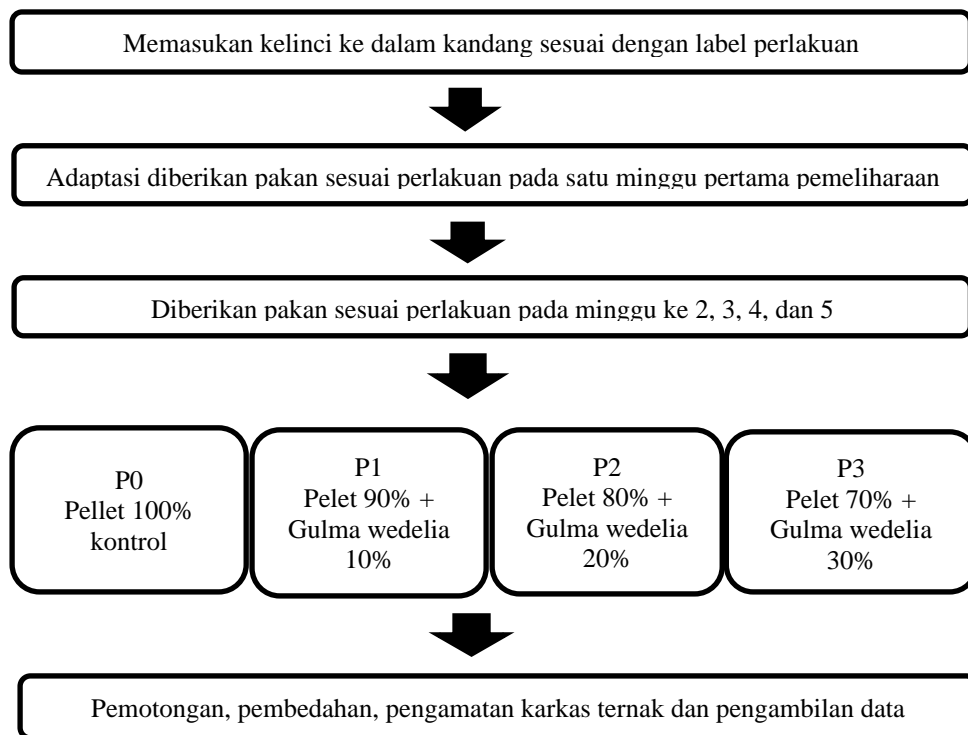 Memasukan kelinci ke dalam kandang sesuai dengan label perlakuan
Adaptasi diberikan pakan sesuai perlakuan pada satu minggu pertama pemeliharaan
Diberikan pakan sesuai perlakuan pada minggu ke 2, 3, 4, dan 5
P0
Pellet 100%
kontrol
P1
Pelet 90% +
Gulma wedelia
10%
P2
Pelet 80% +
Gulma wedelia
20%
P3
Pelet 70% +
Gulma wedelia
30%
Pemotongan, pembedahan, pengamatan karkas ternak dan pengambilan data